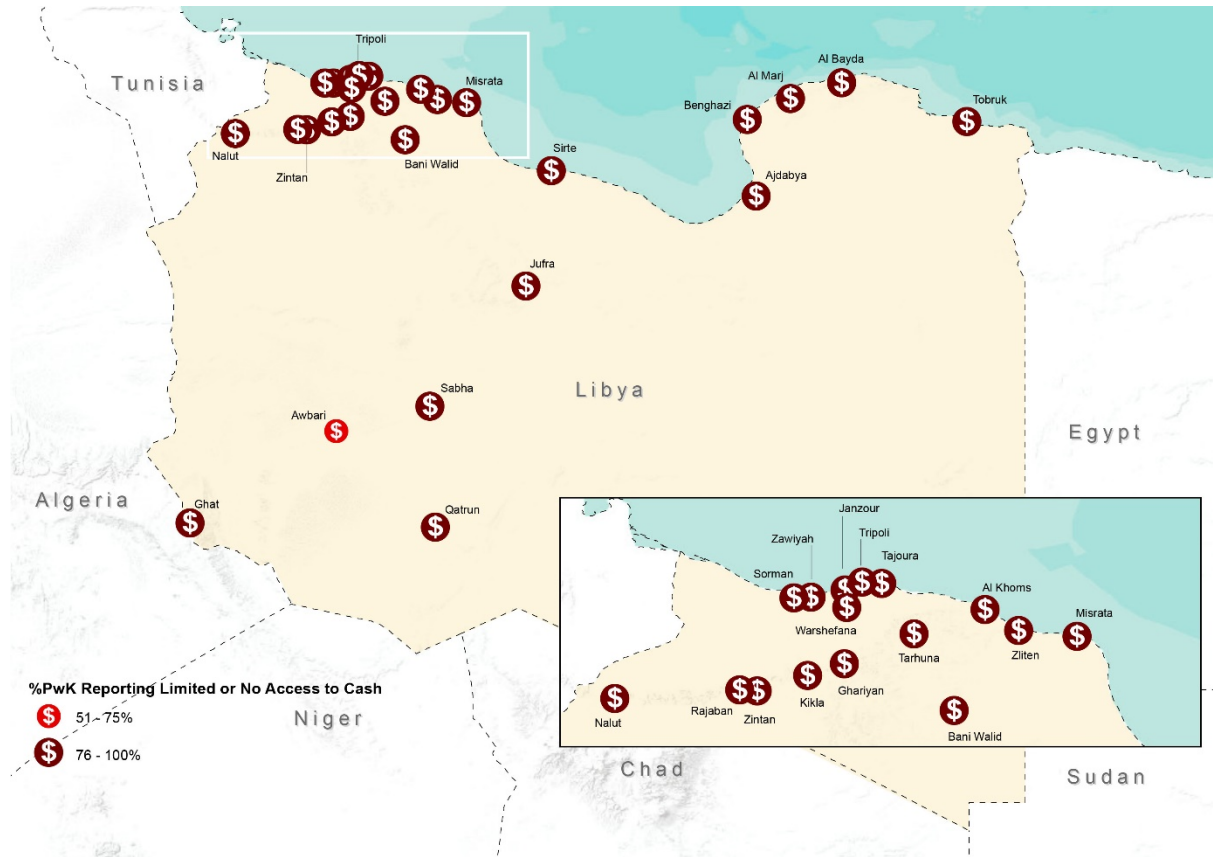 Tripoli
Tunisia
Al Bayda
Al Marj
Misrata
Benghazi
Tobruk
Nalut
Bani Walid
Sirte
Zintan
Ajdabya
Jufra
Sabha
Libya
Awbari
Egypt
Algeria
Ghat
Qatrun
Janzour
Tripoli
Zawiyah
Tajoura
Sorman
Al Khoms
Misrata
Warshefana
Tarhuna
Zliten
Ghariyan
Kikla
Rajaban
Zintan
Nalut
Bani Walid
%PwK Reporting Limited or No Access to Cash
$ 51 - 75%
$ 76 - 100%
Niger
Chad
Sudan